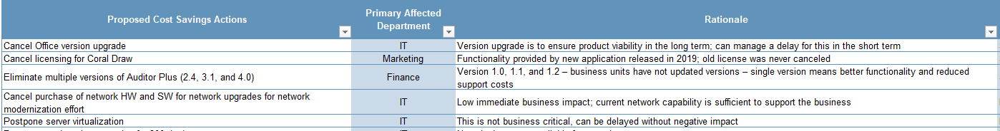 Proposed Cost Savings Actions
Primary Affected
Department
Rationale
Cancel Office version upgrade
IT
Version upgrade is to ensure product viability in the long term; can manage a delay for this in the short term
Cancel licensing for Coral Draw
Marketing
Functionality provided by new application released in 2019; old license was never canceled
Eliminate multiple versions of Auditor Plus (2.4, 3.1, and 4.0)
Finance
Version 1.0, 1.1, and 1.2 – business units have not updated versions – single version means better functionality and reduced
support costs
Cancel purchase of network HW and SW for network upgrades for network
modernization effort
IT
Low immediate business impact; current network capability is sufficient to support the business
Postpone server virtualization
IT
This is not business critical, can be delayed without negative impact